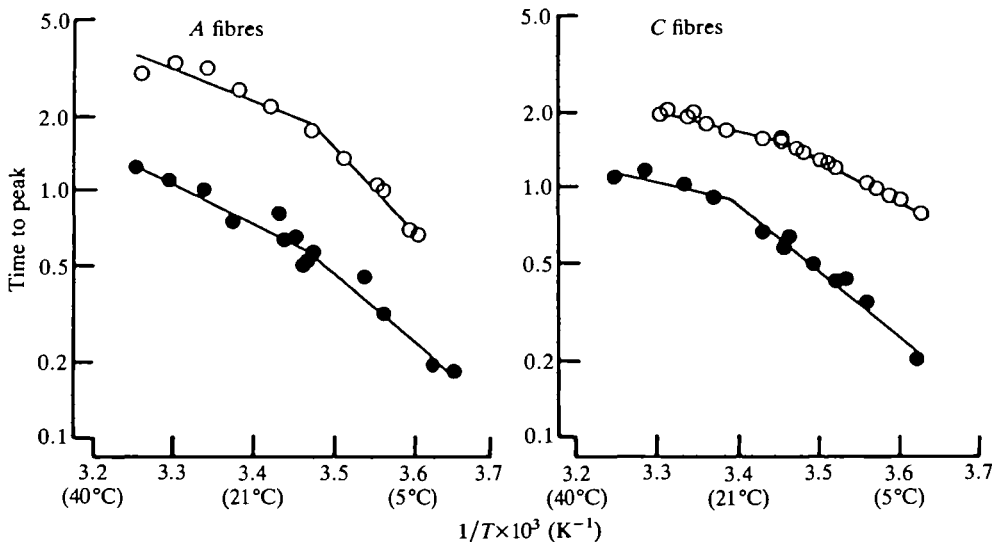 A fibres
C fibres
Time to peak
5.0
2.0
1.0
0.5
0.2
0.1
3.2 3.3 3.4 3.5 3.6 3.7
(40°C) (21°C) (5°C)
5.0
2.0
1.0
0.5
0.2
0.1
3.2 3.3 3.4 3.5 3.6 3.7
(40°C) (21°C) (5°C)
1/T×10³ (K⁻¹)